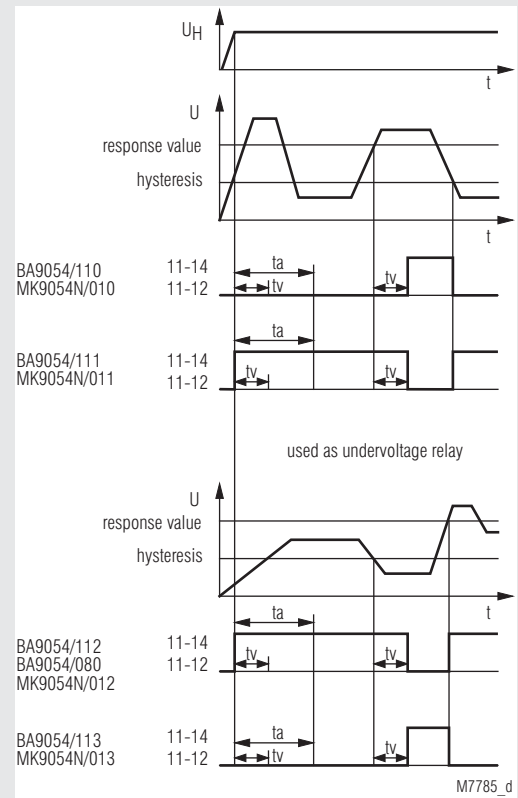 UH
t
U
response value
hysteresis
t
ta
BA9054/110 11-14
MK9054N/010 11-12
tv tv
ta
BA9054/111 11-14
MK9054N/011 11-12
tv tv
used as undervoltage relay
U
response value
hysteresis
t
ta
BA9054/112 11-14
BA9054/080 11-12
MK9054N/012
tv tv
BA9054/113 11-14
MK9054N/013 11-12
ta
tv tv
M7785_d